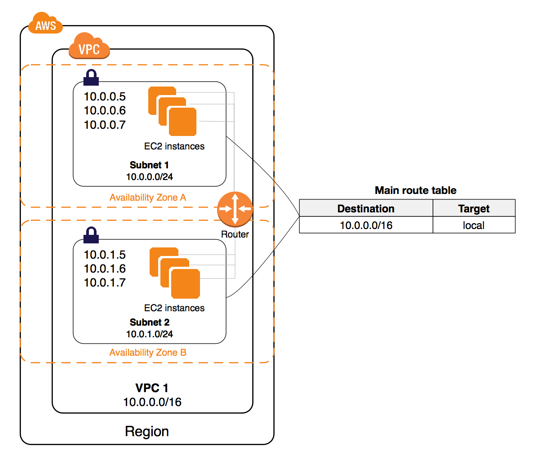 AWS
VPC
10.0.0.5
10.0.0.6
10.0.0.7
EC2 instances
Subnet 1
10.0.0.0/24
Availability Zone A
Router
10.0.1.5
10.0.1.6
10.0.1.7
EC2 instances
Subnet 2
10.0.1.0/24
Availability Zone B
VPC 1
10.0.0.0/16
Region
Main route table
Destination Target
10.0.0.0/16 local